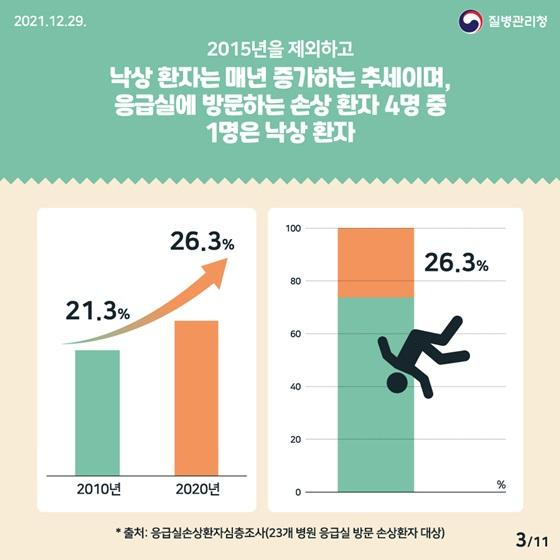 2021.12.29.
질병관리청
2015년을 제외하고
낙상 환자는 매년 증가하는 추세이며,
응급실에 방문하는 손상 환자 4명 중
1명은 낙상 환자
26.3%
21.3%
2010년
2020년
100
80
60
40
20
0
26.3%
%
* 출처: 응급실손상환자심층조사(23개 병원 응급실 방문 손상환자 대상)
3/11